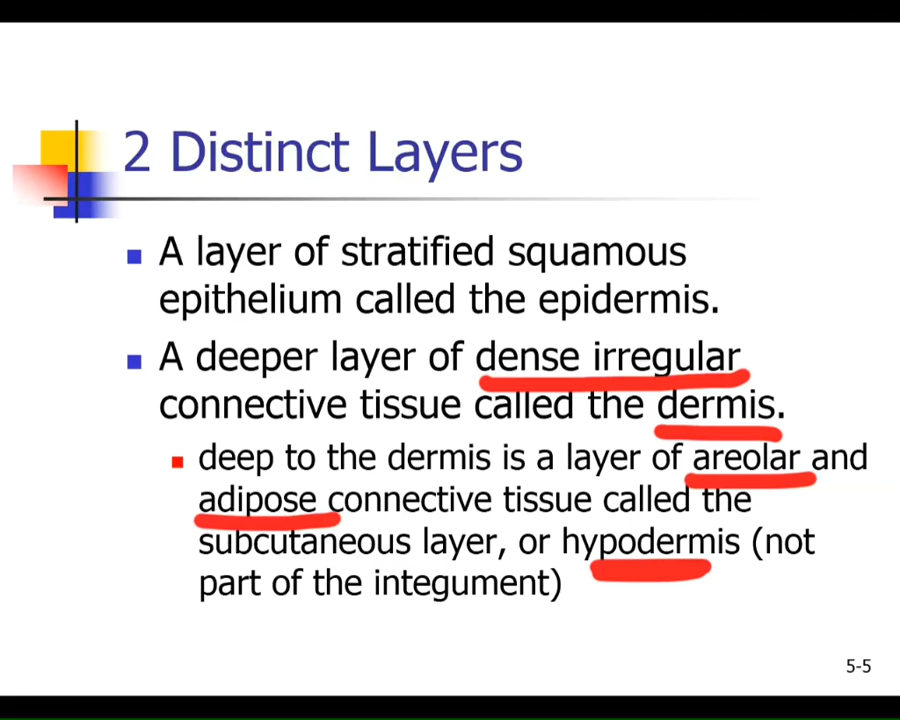 2 Distinct Layers
A layer of stratified squamous
epithelium called the epidermis.
A deeper layer of dense irregular
connective tissue called the dermis.
deep to the dermis is a layer of areolar and
adipose connective tissue called the
subcutaneous layer, or hypodermis (not
part of the integument)
5-5